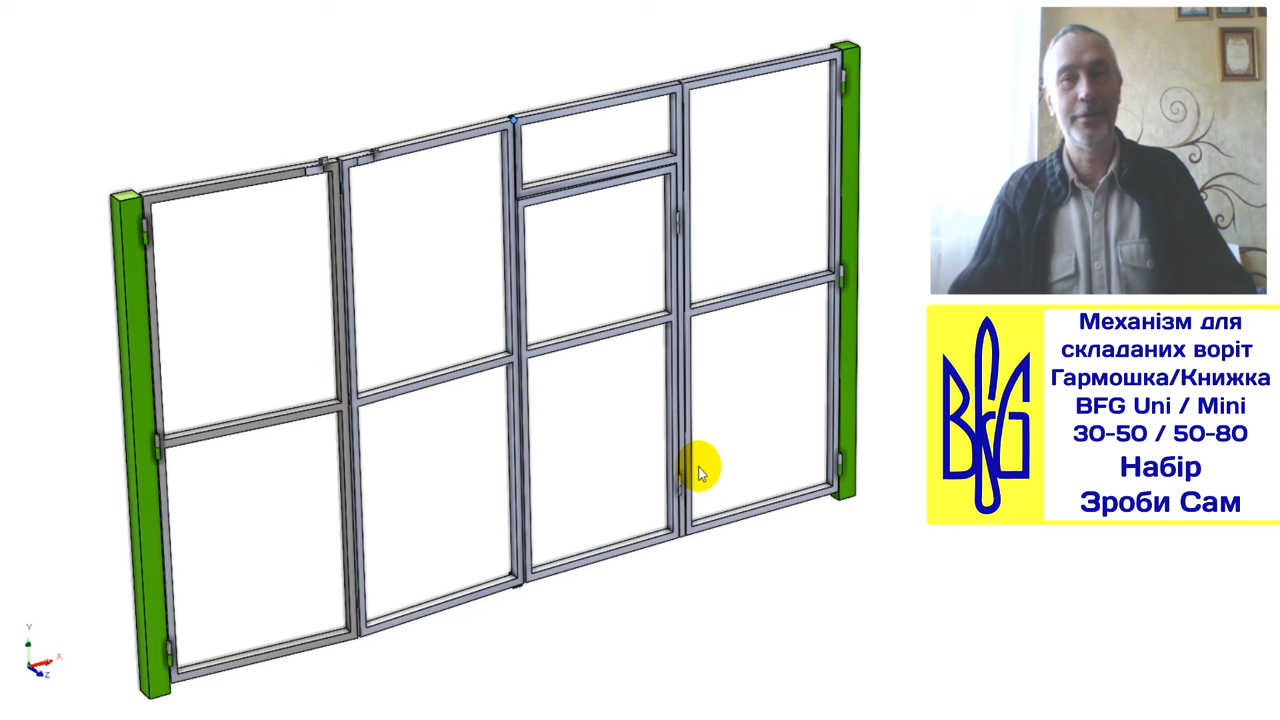 Механізм для
складаних воріт
Гармошка/Книжка
BFG Uni / Mini
30-50 / 50-80
Набір
Зроби Сам
BFG
Y
X
Z